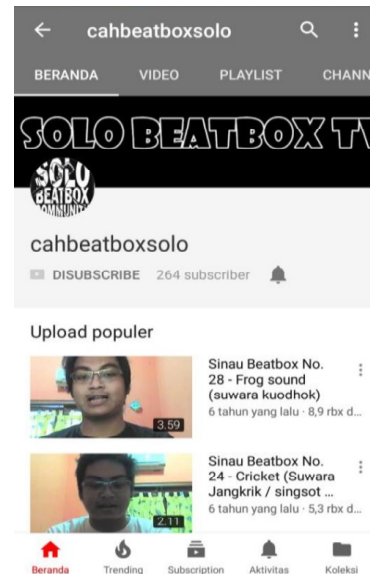 cahbeatboxsolo
BERANDA VIDEO PLAYLIST CHANN
SOLO BEATBOX TV
SOLO
BEATBOX
COMMUNITY
cahbeatboxsolo
DISUBSCRIBE 264 subscriber
Upload populer
Sinau Beatbox No.
28 - Frog sound
(suwara kuodhok)
6 tahun yang lalu · 8,9 rbx d...
3.59
Sinau Beatbox No.
24 - Cricket (Suwara
Jangkrik / singsot ...
6 tahun yang lalu · 5,3 rbx d...
2.11
Beranda Trending Subscription Aktivitas Koleksi